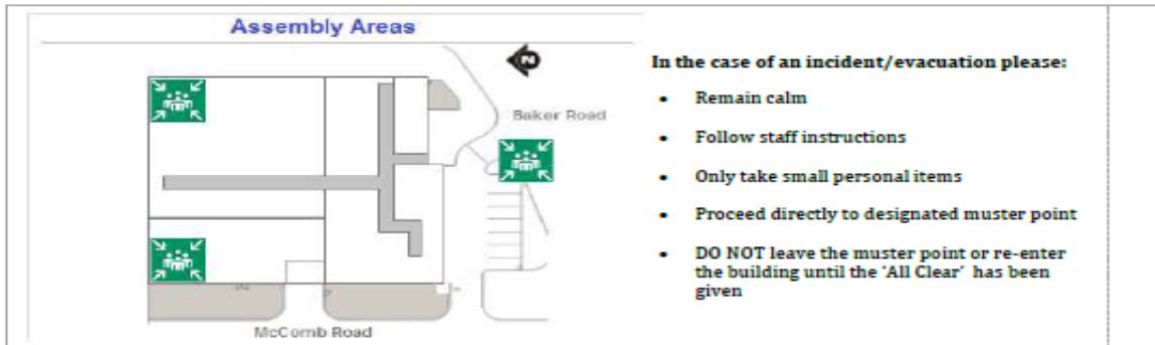 Assembly Areas
Baker Road
McComb Road
In the case of an incident/evacuation please:
• Remain calm
• Follow staff instructions
• Only take small personal items
• Proceed directly to designated muster point
• DO NOT leave the muster point or re-enter
the building until the ‘All Clear’ has been
given